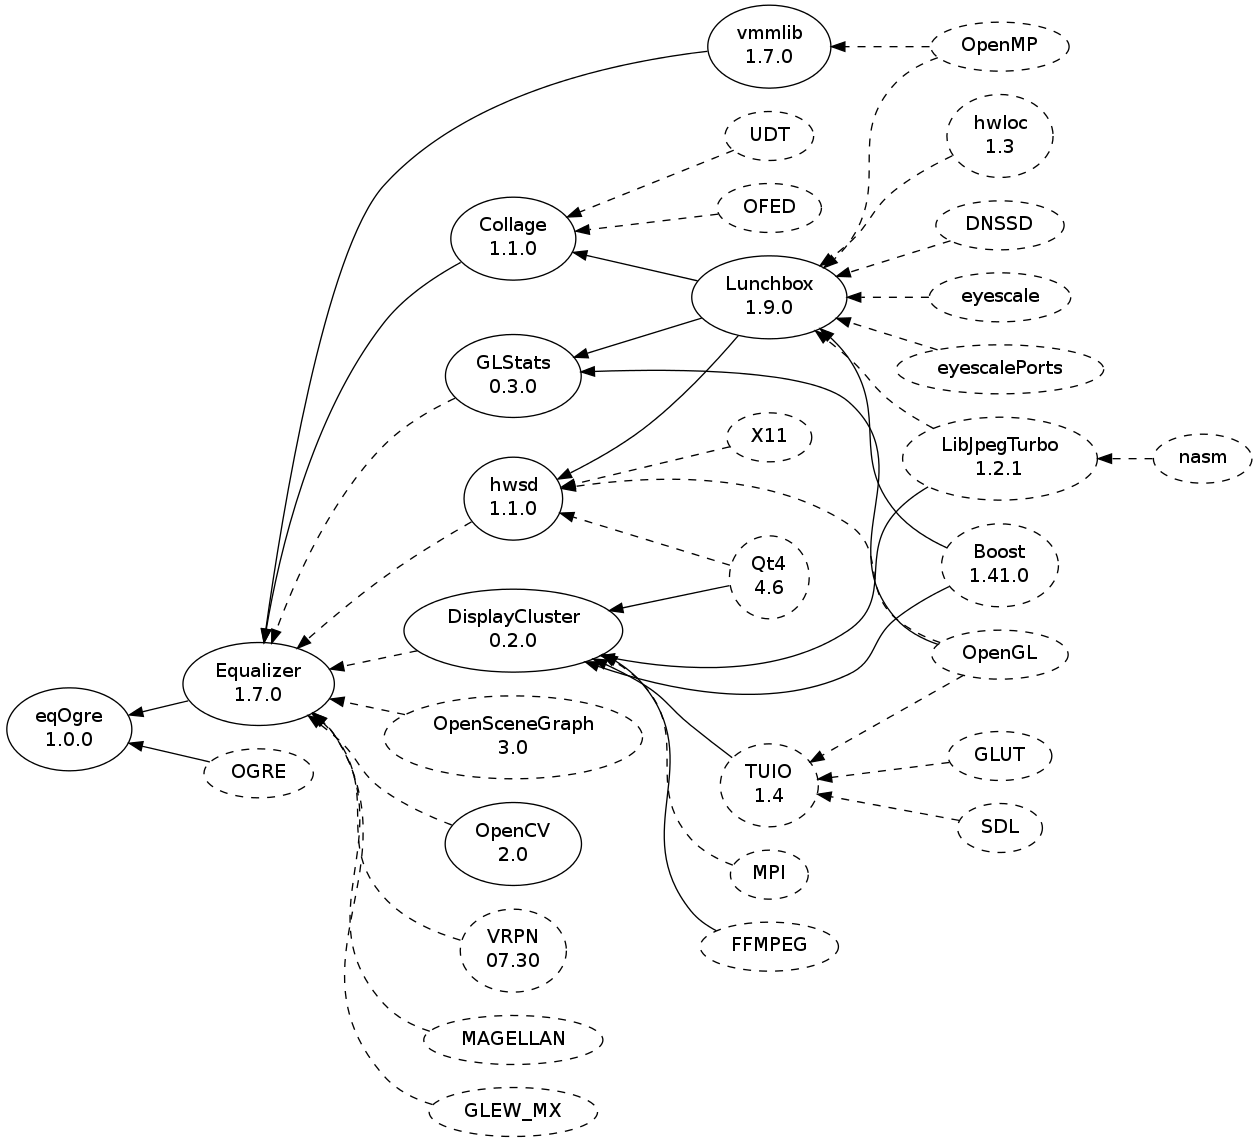 vmmlib
1.7.0
OpenMP
hwloc
1.3
UDT
OFED
DNSSD
Collage
1.1.0
Lunchbox
1.9.0
eyescale
GLStats
0.3.0
eyescalePorts
X11
LibJpegTurbo
1.2.1
nasm
hwsd
1.1.0
Qt4
4.6
Boost
1.41.0
DisplayCluster
0.2.0
OpenGL
Equalizer
1.7.0
eqOgre
1.0.0
OpenSceneGraph
3.0
OGRE
TUIO
1.4
GLUT
SDL
OpenCV
2.0
MPI
VRPN
07.30
FFMPEG
MAGELLAN
GLEW_MX